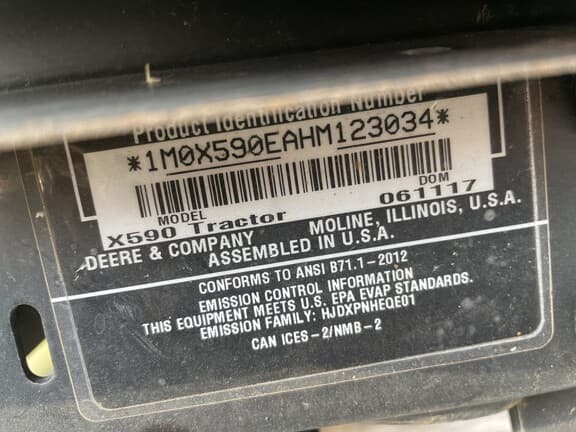 Product Identification Number
*1M0X590EAHM123034*
MODEL
DOM
X590 Tractor
061117
DEERE & COMPANY
MOLINE, ILLINOIS, U.S.A.
ASSEMBLED IN U.S.A.
CONFORMS TO ANSI B71.1-2012
EMISSION CONTROL INFORMATION
THIS EQUIPMENT MEETS U.S. EPA EVAP STANDARDS.
EMISSION FAMILY: HJDXPNHEQE01
CAN ICES-2/NMB-2